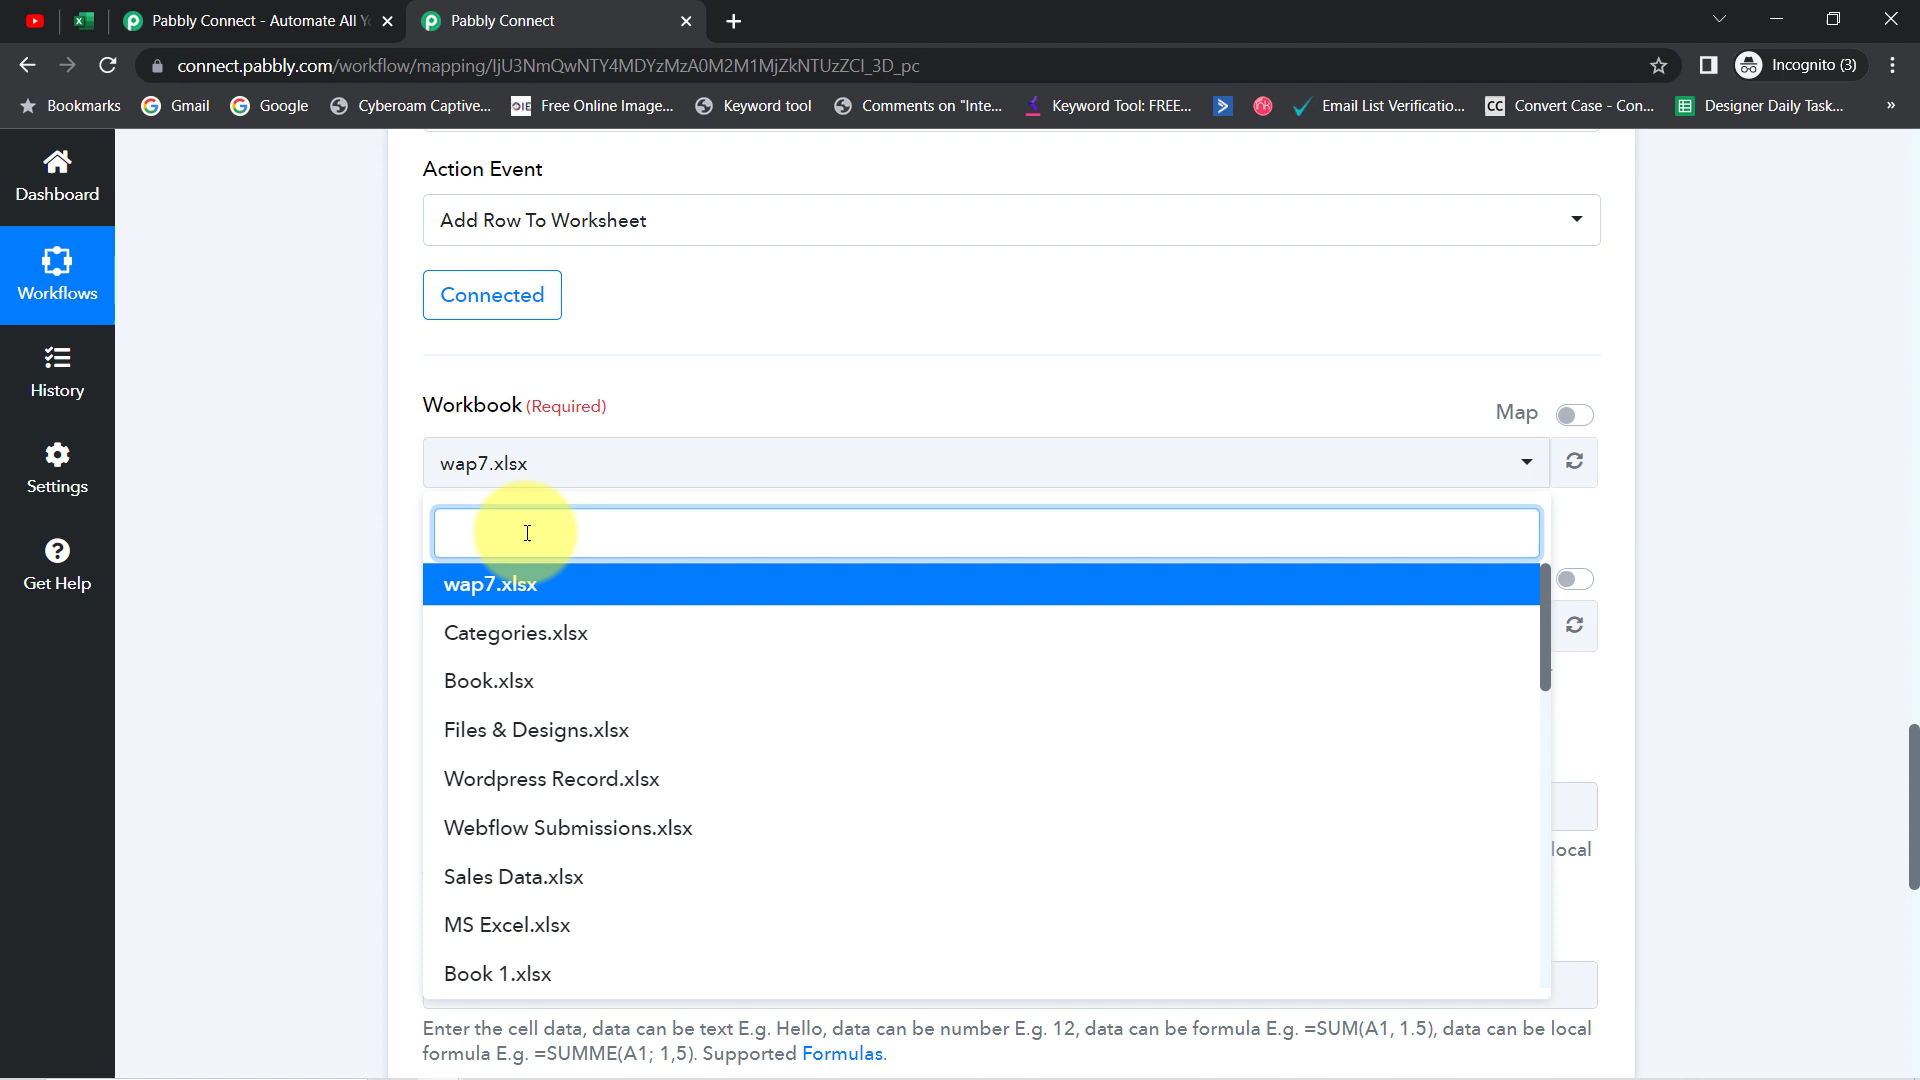 Pabbly Connect - Automate All Y
Pabbly Connect
connect.pabbly.com/workflow/mapping/IjU3NmQwNTY4MDYzMzA0M2M1MjZkNTUzZCI_3D_pc
Incognito (3)
Bookmarks
Gmail
Google
Cyberoam Captive...
OIE
Free Online Image...
Keyword tool
Comments on "Inte...
Keyword Tool: FREE...
Email List Verificatio...
CC
Convert Case - Con...
Designer Daily Task...
»
Dashboard
Workflows
History
Settings
Get Help
Action Event
Add Row To Worksheet
Connected
Workbook (Required)
Map
wap7.xlsx
wap7.xlsx
Categories.xlsx
Book.xlsx
Files & Designs.xlsx
Wordpress Record.xlsx
Webflow Submissions.xlsx
Sales Data.xlsx
MS Excel.xlsx
Book 1.xlsx
local
Enter the cell data, data can be text E.g. Hello, data can be number E.g. 12, data can be formula E.g. =SUM(A1, 1.5), data can be local
formula E.g. =SUMME(A1; 1,5). Supported Formulas.